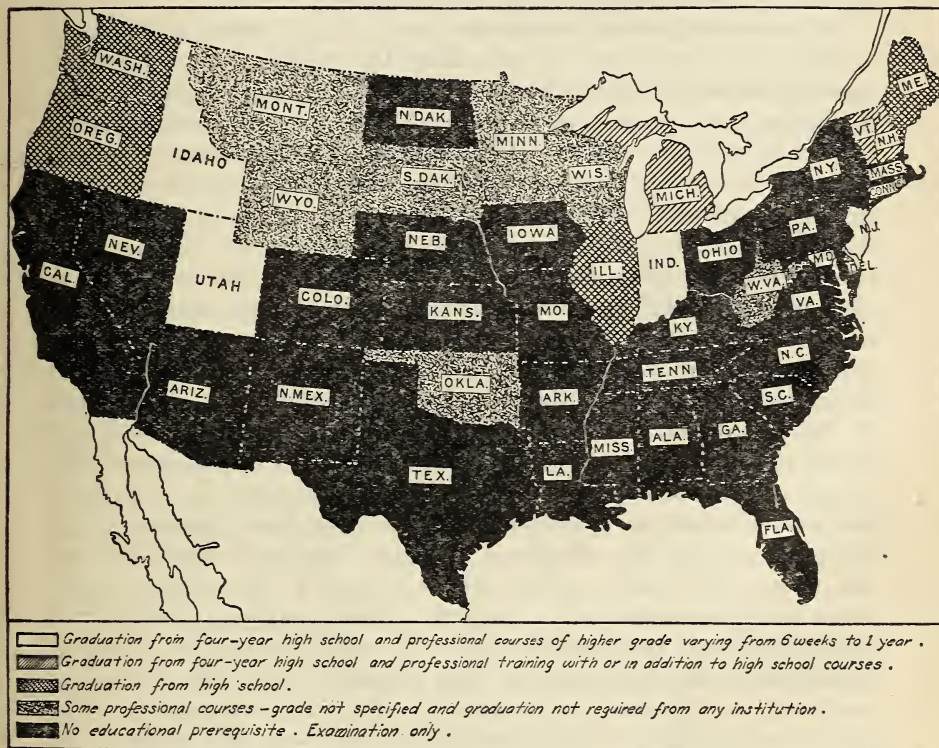 WASH.
ME.
MONT.
N.DAK.
VT.
OREG.
MINN.
N.H.
IDAHO
N.Y.
MASS.
S.DAK.
WIS.
CONN.
MICH.
WYO.
PA.
N.J.
NEV.
NEB.
IOWA
OHIO
MD.
DEL.
CAL.
UTAH
ILL.
IND.
W.VA.
COLO.
KANS.
MO.
VA.
KY.
N.C.
TENN.
ARIZ.
N.MEX.
OKLA.
ARK.
S.C.
MISS.
ALA.
GA.
TEX.
LA.
FLA.
Graduation from four-year high school and professional courses of higher grade varying from 6 weeks to 1 year.
Graduation from four-year high school and professional training with or in addition to high school courses.
Graduation from high school.
Some professional courses - grade not specified and graduation not required from any institution.
No educational prerequisite. Examination only.